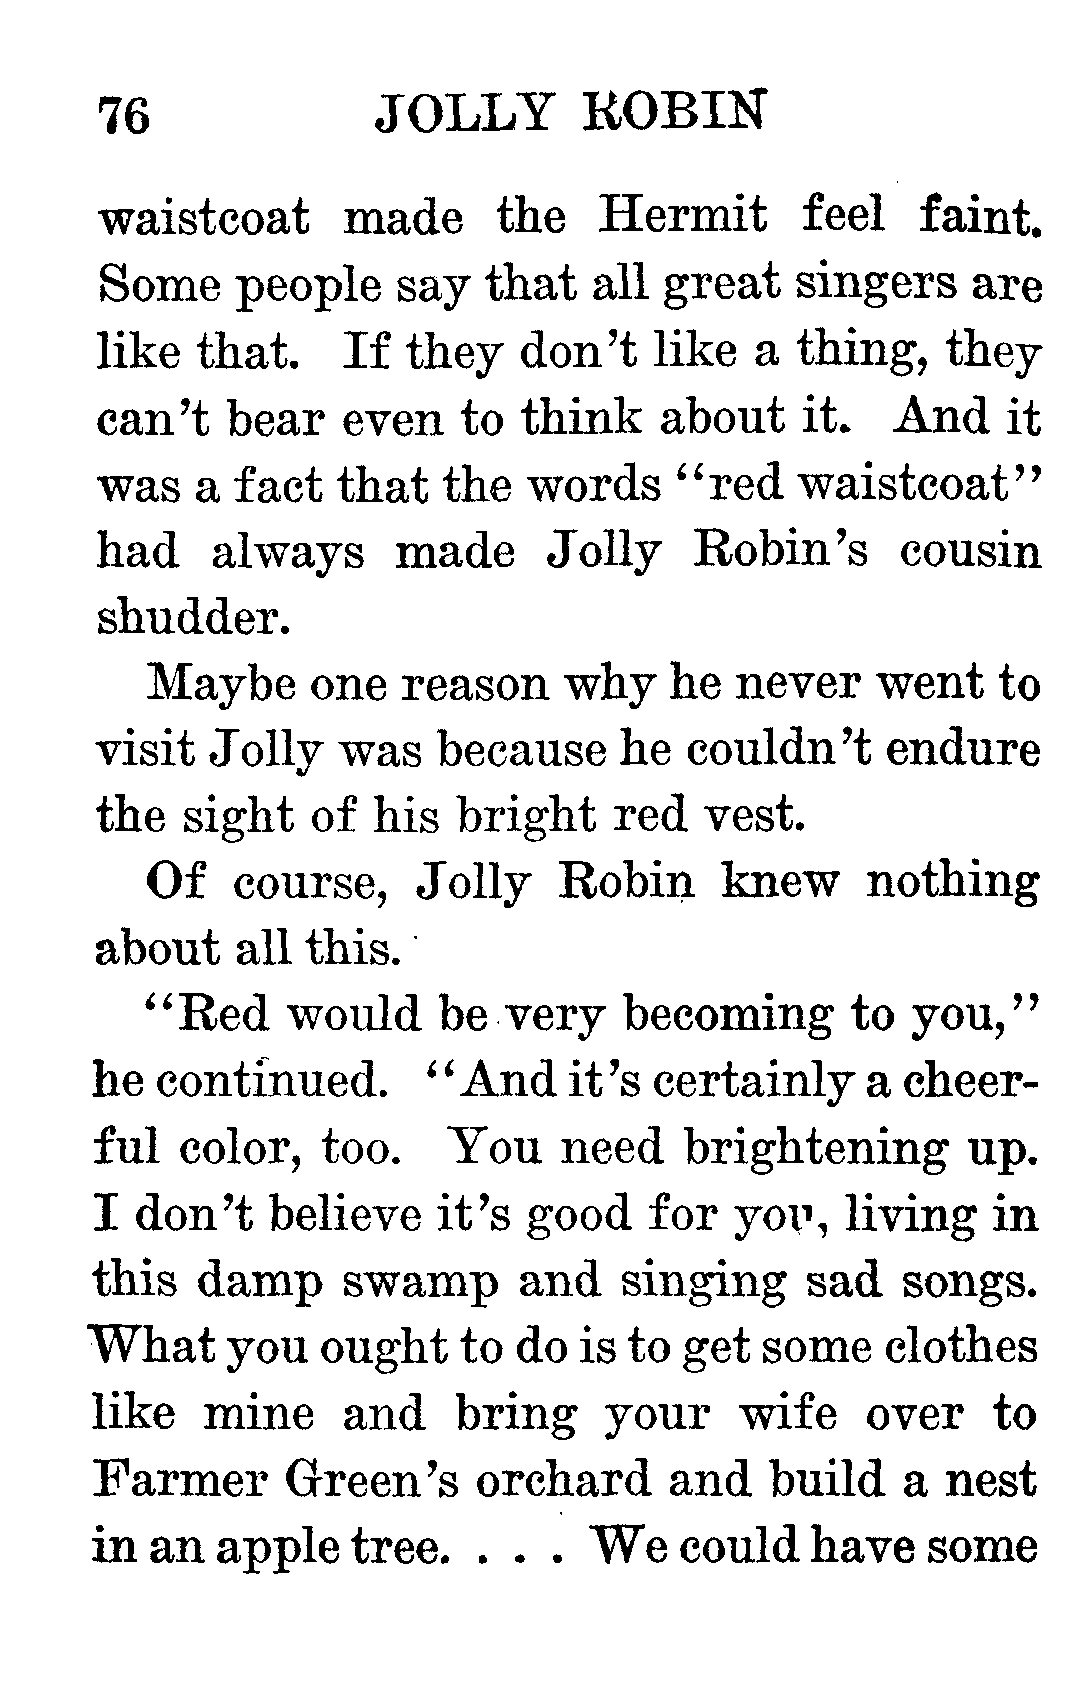 76 JOLLY ROBIN
waistcoat made the Hermit feel faint.
Some people say that all great singers are
like that. If they don't like a thing, they
can't bear even to think about it. And it
was a fact that the words "red waistcoat"
had always made Jolly Robin's cousin
shudder.
Maybe one reason why he never went to
visit Jolly was because he couldn't endure
the sight of his bright red vest.
Of course, Jolly Robin knew nothing
about all this.
"Red would be very becoming to you,"
he continued. "And it's certainly a cheer-
ful color, too. You need brightening up.
I don't believe it's good for you, living in
this damp swamp and singing sad songs.
What you ought to do is to get some clothes
like mine and bring your wife over to
Farmer Green's orchard and build a nest
in an apple tree. . . . We could have some